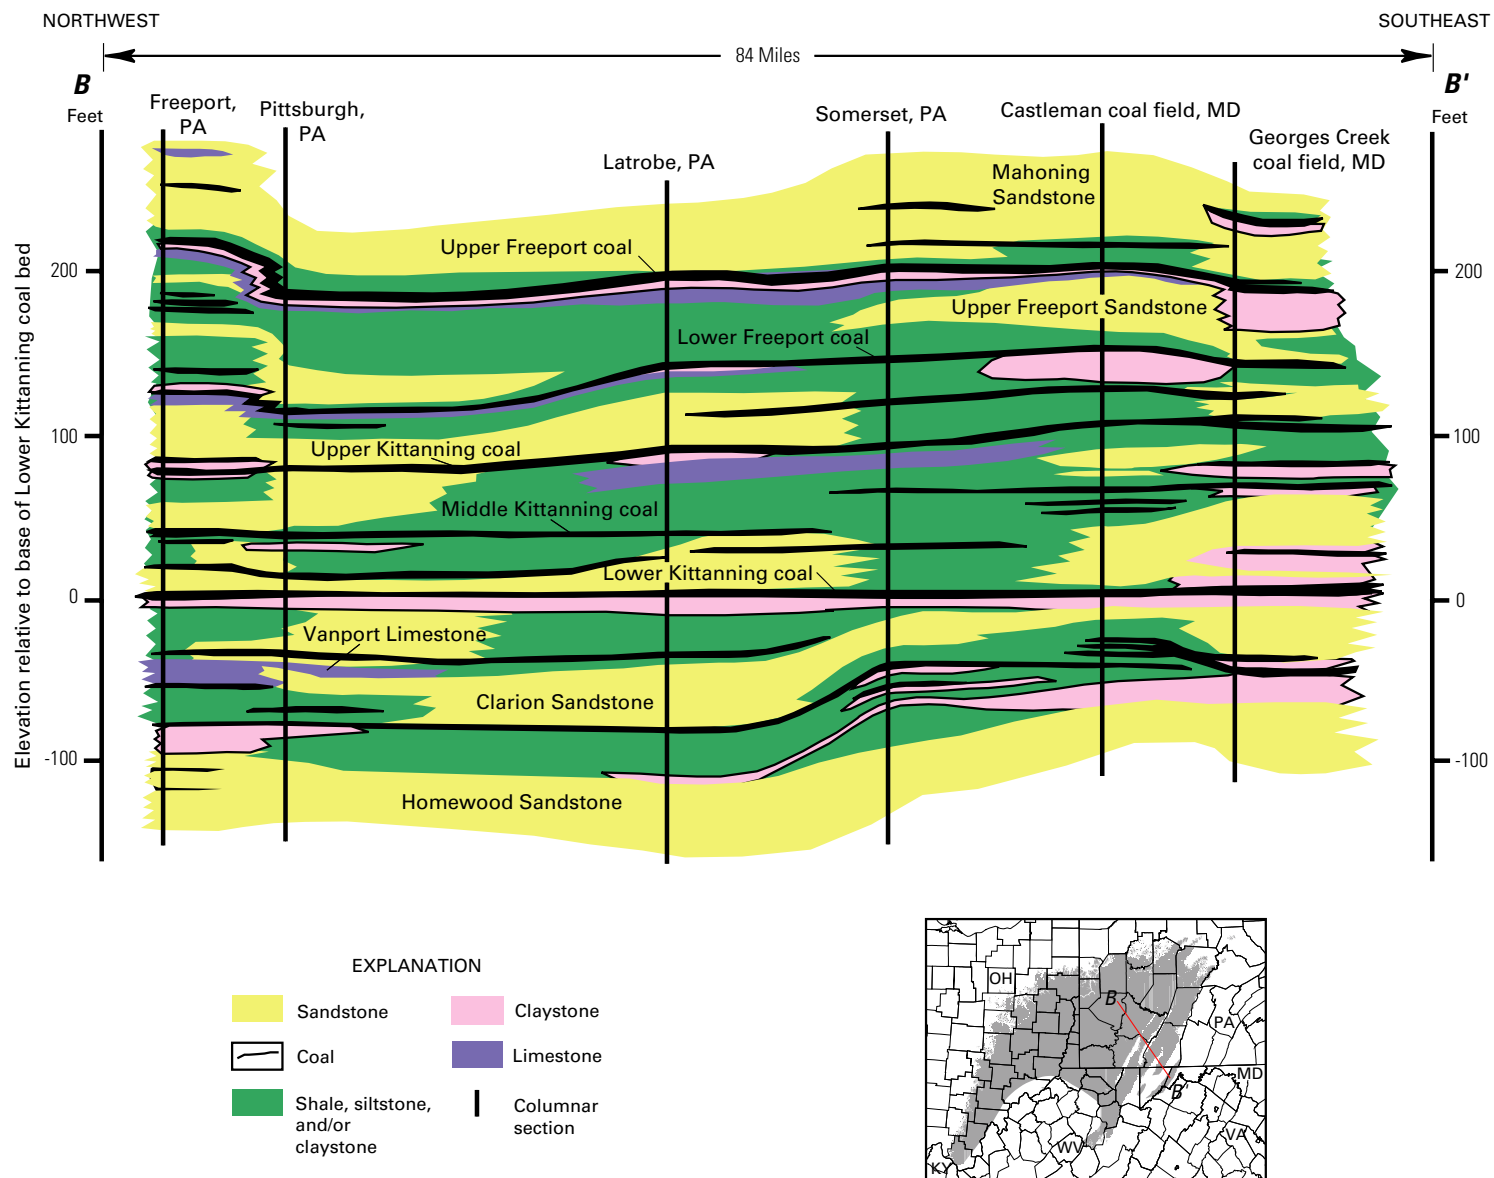 NORTHWEST
SOUTHEAST
84 Miles
B
B'
Feet
Feet
Freeport,
PA
Pittsburgh,
PA
Latrobe, PA
Somerset, PA
Castleman coal field, MD
Georges Creek
coal field, MD
Mahoning
Sandstone
Upper Freeport coal
200
200
Upper Freeport Sandstone
Lower Freeport coal
100
100
Upper Kittanning coal
Middle Kittanning coal
Lower Kittanning coal
0
0
Vanport Limestone
Clarion Sandstone
-100
-100
Homewood Sandstone
Elevation relative to base of Lower Kittanning coal bed
EXPLANATION
Sandstone
Claystone
Coal
Limestone
Shale, siltstone,
and/or
claystone
Columnar
section
OH
B
PA
MD
B'
VA
WV
KY